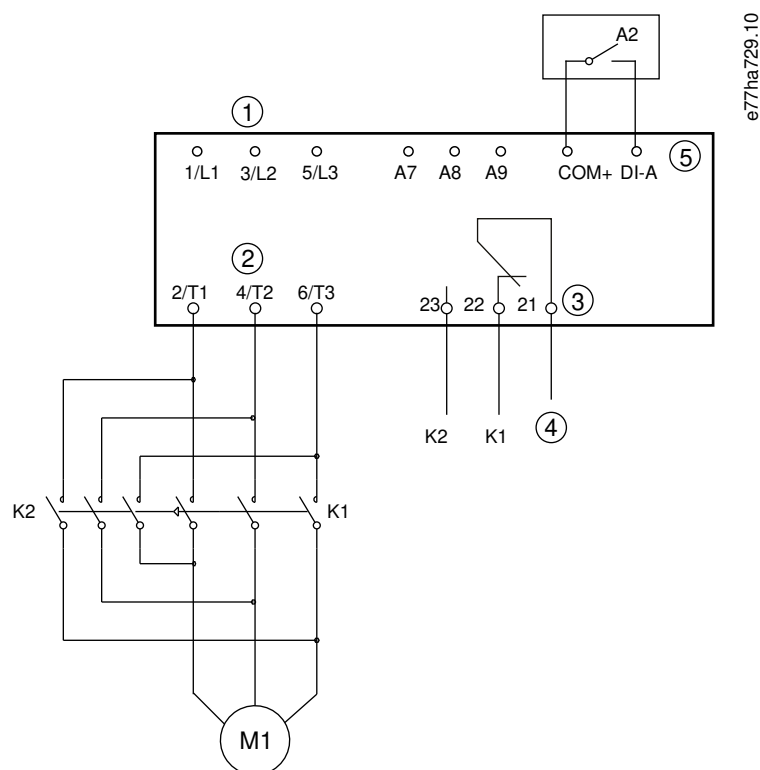 A2
e77ha729.10
1
1/L1 3/L2 5/L3 A7 A8 A9 COM+ DI-A 5
2
2/T1 4/T2 6/T3 23 22 21 3
K2 K1 4
K2 K1
M1